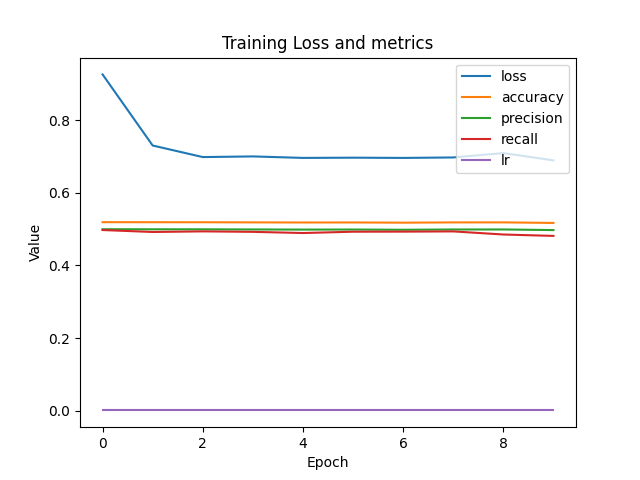 Training Loss and metrics
loss
accuracy
precision
recall
lr
Value
0.8
0.6
0.4
0.2
0.0
0 2 4 6 8
Epoch